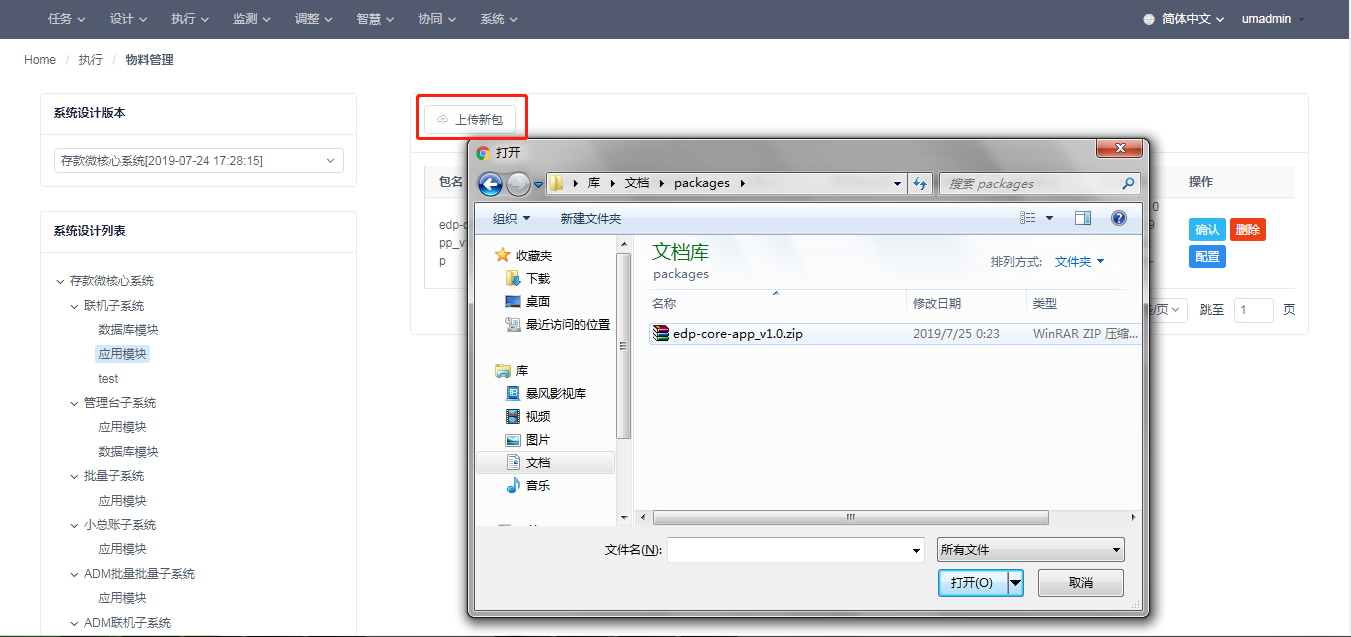 任务 设计 执行 监测 调整 智慧 协同 系统 简体中文 umadmin
Home / 执行 / 物料管理
系统设计版本
存款微核心系统[2019-07-24 17:28:15]
系统设计列表
存款微核心系统
联机子系统
数据库模块
应用模块
test
管理台子系统
应用模块
数据库模块
批量子系统
应用模块
小总账子系统
应用模块
ADM批量批量子系统
应用模块
ADM联机子系统
上传新包
包名
操作
edp-c
pp_v
p
0
9
确认 删除
配置
/页 跳至 1 页
打开
库 文档 packages
搜索 packages
组织 新建文件夹
收藏夹
下载
桌面
最近访问的位置
库
暴风影视库
视频
图片
文档
音乐
文档库
packages
排列方式: 文件夹
名称 修改日期 类型
edp-core-app_v1.0.zip 2019/7/25 0:23 WinRAR ZIP 压缩...
文件名(N):
所有文件
打开(O) 取消